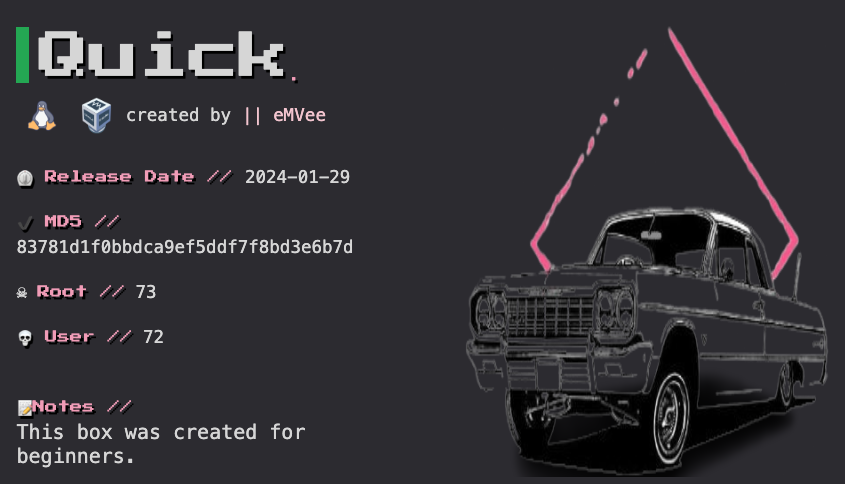 Quick.
created by || eMVee
Release Date // 2024-01-29
MD5 //
83781d1f0bbdca9ef5ddf7f8bd3e6b7d
Root // 73
User // 72
Notes //
This box was created for
beginners.